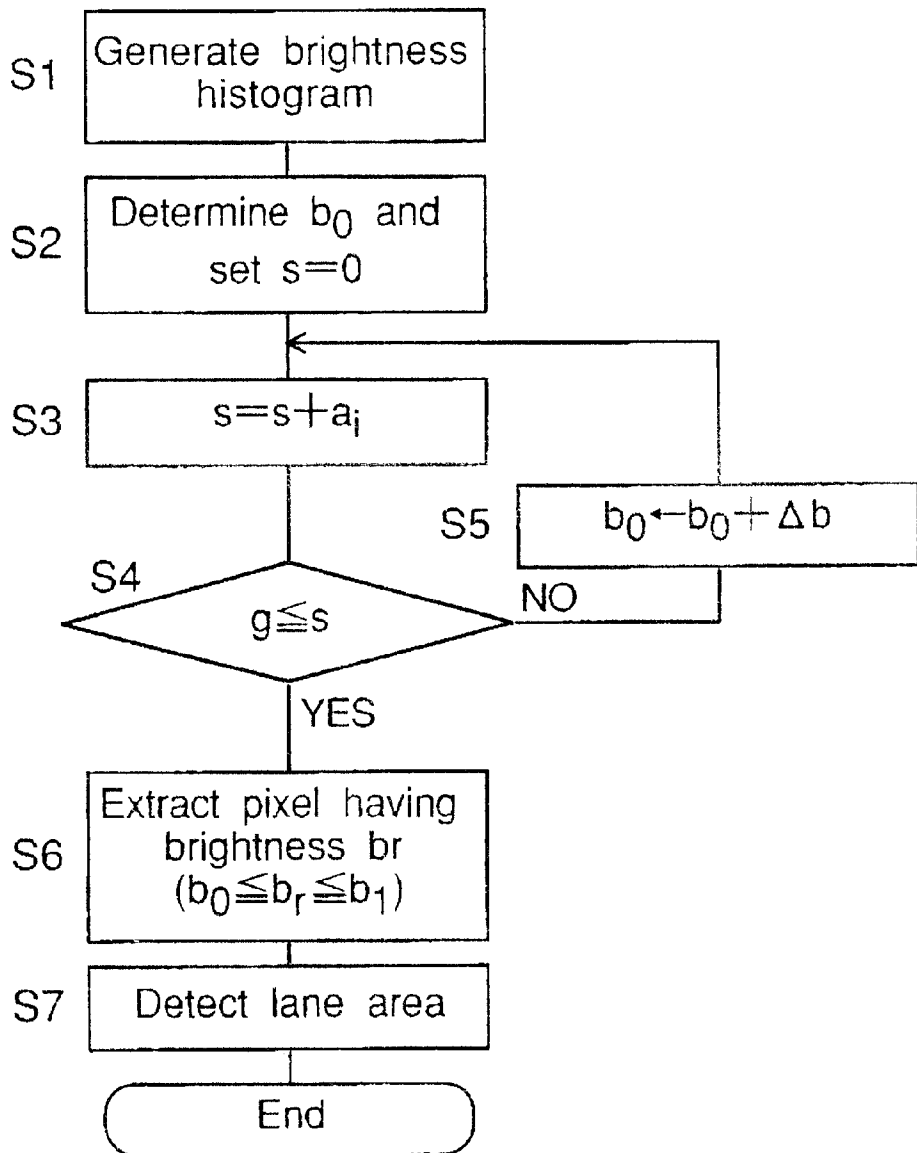 S1
Generate brightness
histogram
S2
Determine b₀ and
set s=0
S3
s=s+aᵢ
S5
b₀←b₀+Δb
S4
g≦s
NO
YES
S6
Extract pixel having
brightness br
(b₀≦bᵣ≦b₁)
S7
Detect lane area
End